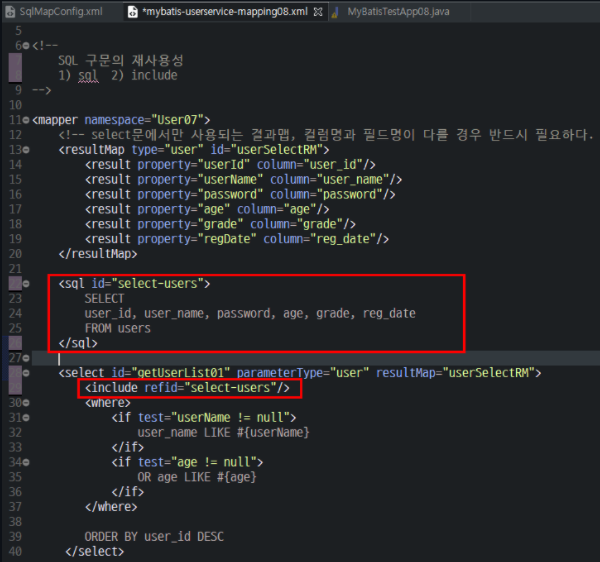 SqlMapConfig.xml *mybatis-userservice-mapping08.xml MyBatisTestApp08.java
5
6 <!--
SQL 구문의 재사용성
1) sql 2) include
9 -->
10
11 <mapper namespace="User07">
12 <!-- select문에서만 사용되는 결과맵, 컬럼명과 필드명이 다를 경우 반드시 필요하다.
13 <resultMap type="user" id="userSelectRM">
14 <result property="userId" column="user_id"/>
15 <result property="userName" column="user_name"/>
16 <result property="password" column="password"/>
17 <result property="age" column="age"/>
18 <result property="grade" column="grade"/>
19 <result property="regDate" column="reg_date"/>
20 </resultMap>
21
22 <sql id="select-users">
23 SELECT
24 user_id, user_name, password, age, grade, reg_date
25 FROM users
26 </sql>
27
28 <select id="getUserList01" parameterType="user" resultMap="userSelectRM">
29 <include refid="select-users"/>
30 <where>
31 <if test="userName != null">
32 user_name LIKE #{userName}
33 </if>
34 <if test="age != null">
35 OR age LIKE #{age}
36 </if>
37 </where>
38
39 ORDER BY user_id DESC
40 </select>